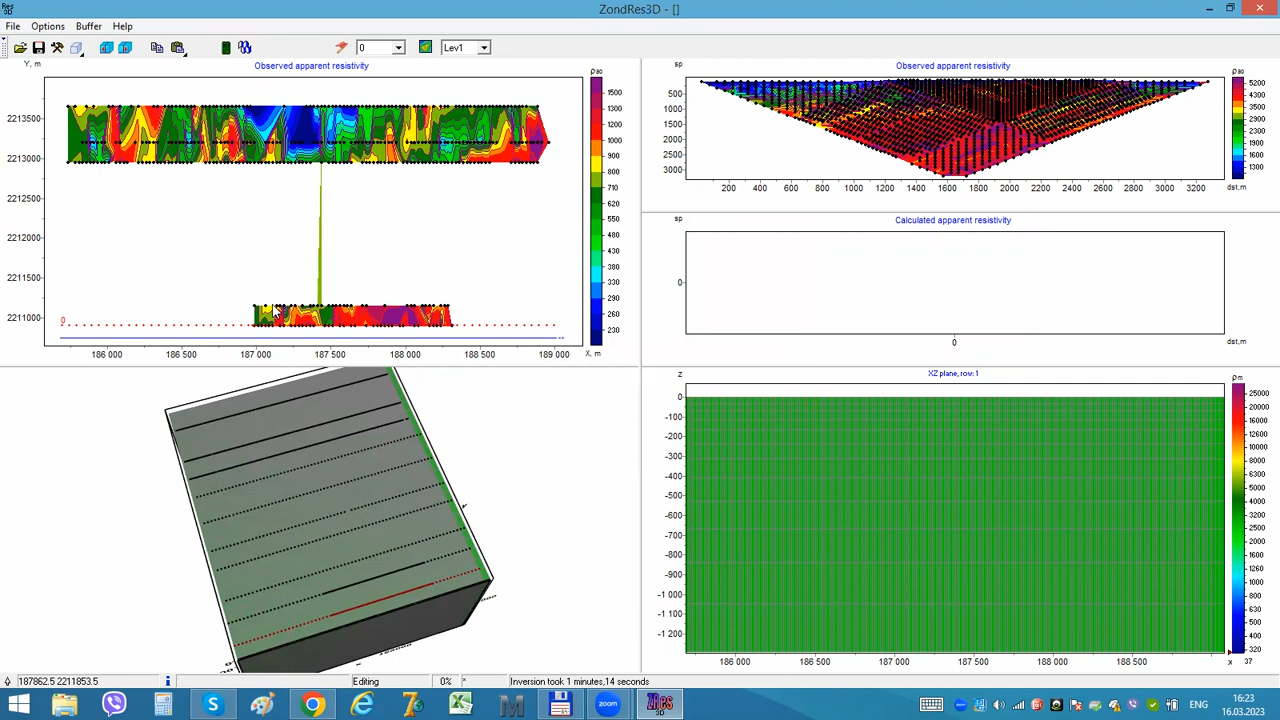 Res
3D
ZondRes3D - []
File Options Buffer Help
0
Lev1
Y, m
Observed apparent resistivity
ρao
2213500
2213000
2212500
2212000
2211500
2211000
0
186 000 186 500 187 000 187 500 188 000 188 500 189 000
X, m
1500
1300
1000
900
800
710
620
550
480
430
380
330
290
260
230
sp
Observed apparent resistivity
ρao
500
1000
1500
2000
2500
3000
200 400 600 800 1000 1200 1400 1600 1800 2000 2200 2400 2600 2800 3000 3200
dst,m
5200
4300
3500
2900
2300
1900
1600
1300
sp
Calculated apparent resistivity
0
0
dst,m
z
XZ plane, row:1
ρm
0
-100
-200
-300
-400
-500
-600
-700
-800
-900
-1 000
-1 100
-1 200
186 000 186 500 187 000 187 500 188 000 188 500
x
37
25000
20000
16000
12000
10000
8000
6300
5000
4000
3200
2500
2000
1600
1260
1000
800
630
500
400
320
187862.5 2211853.5
Editing
0%
Inversion took 1 minutes,14 seconds
zoom
ZRes
3D
ENG
16:23
16.03.2023